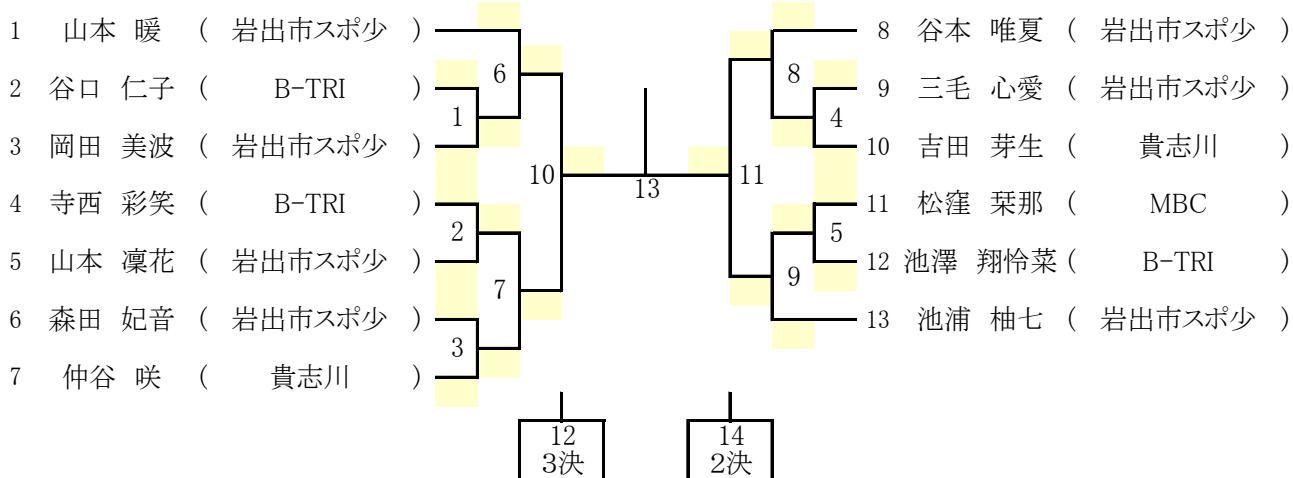 1 山本 暖 ( 岩出市スポ少 )
2 谷口 仁子 ( B-TRI )
3 岡田 美波 ( 岩出市スポ少 )
4 寺西 彩笑 ( B-TRI )
5 山本 凜花 ( 岩出市スポ少 )
6 森田 妃音 ( 岩出市スポ少 )
7 仲谷 咲 ( 貴志川 )
6
1
10
2
7
3
13
8
4
11
5
9
8 谷本 唯夏 ( 岩出市スポ少 )
9 三毛 心愛 ( 岩出市スポ少 )
10 吉田 芽生 ( 貴志川 )
11 松窪 栞那 ( MBC )
12 池澤 翔怜菜 ( B-TRI )
13 池浦 柚七 ( 岩出市スポ少 )
12
3決
14
2決